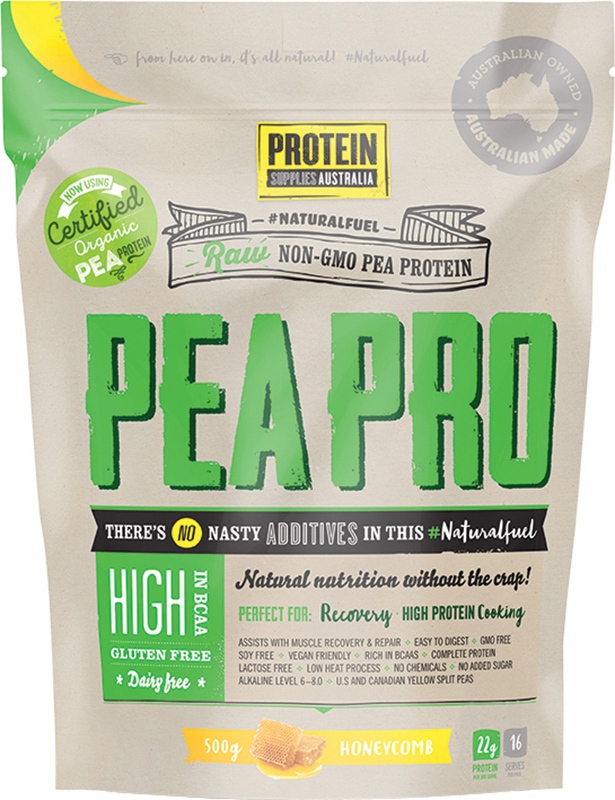 from here on in, it's all natural! #Naturalfuel
AUSTRALIAN OWNED
AUSTRALIAN MADE
PROTEIN
SUPPLIES AUSTRALIA
NOW USING
Certified
Organic
PEA PROTEIN
#NATURALFUEL
Raw NON-GMO PEA PROTEIN
PEA PRO
THERE'S NO NASTY ADDITIVES IN THIS #Naturalfuel
HIGH IN BCAA
GLUTEN FREE
* Dairy free *
Natural nutrition without the crap!
PERFECT FOR: Recovery · HIGH PROTEIN Cooking
ASSISTS WITH MUSCLE RECOVERY & REPAIR + EASY TO DIGEST + GMO FREE
SOY FREE + VEGAN FRIENDLY + RICH IN BCAAS + COMPLETE PROTEIN
LACTOSE FREE + LOW HEAT PROCESS + NO CHEMICALS + NO ADDED SUGAR
ALKALINE LEVEL 6-8.0 + U.S AND CANADIAN YELLOW SPLIT PEAS
500g HONEYCOMB
22g
PROTEIN
16
SERVES